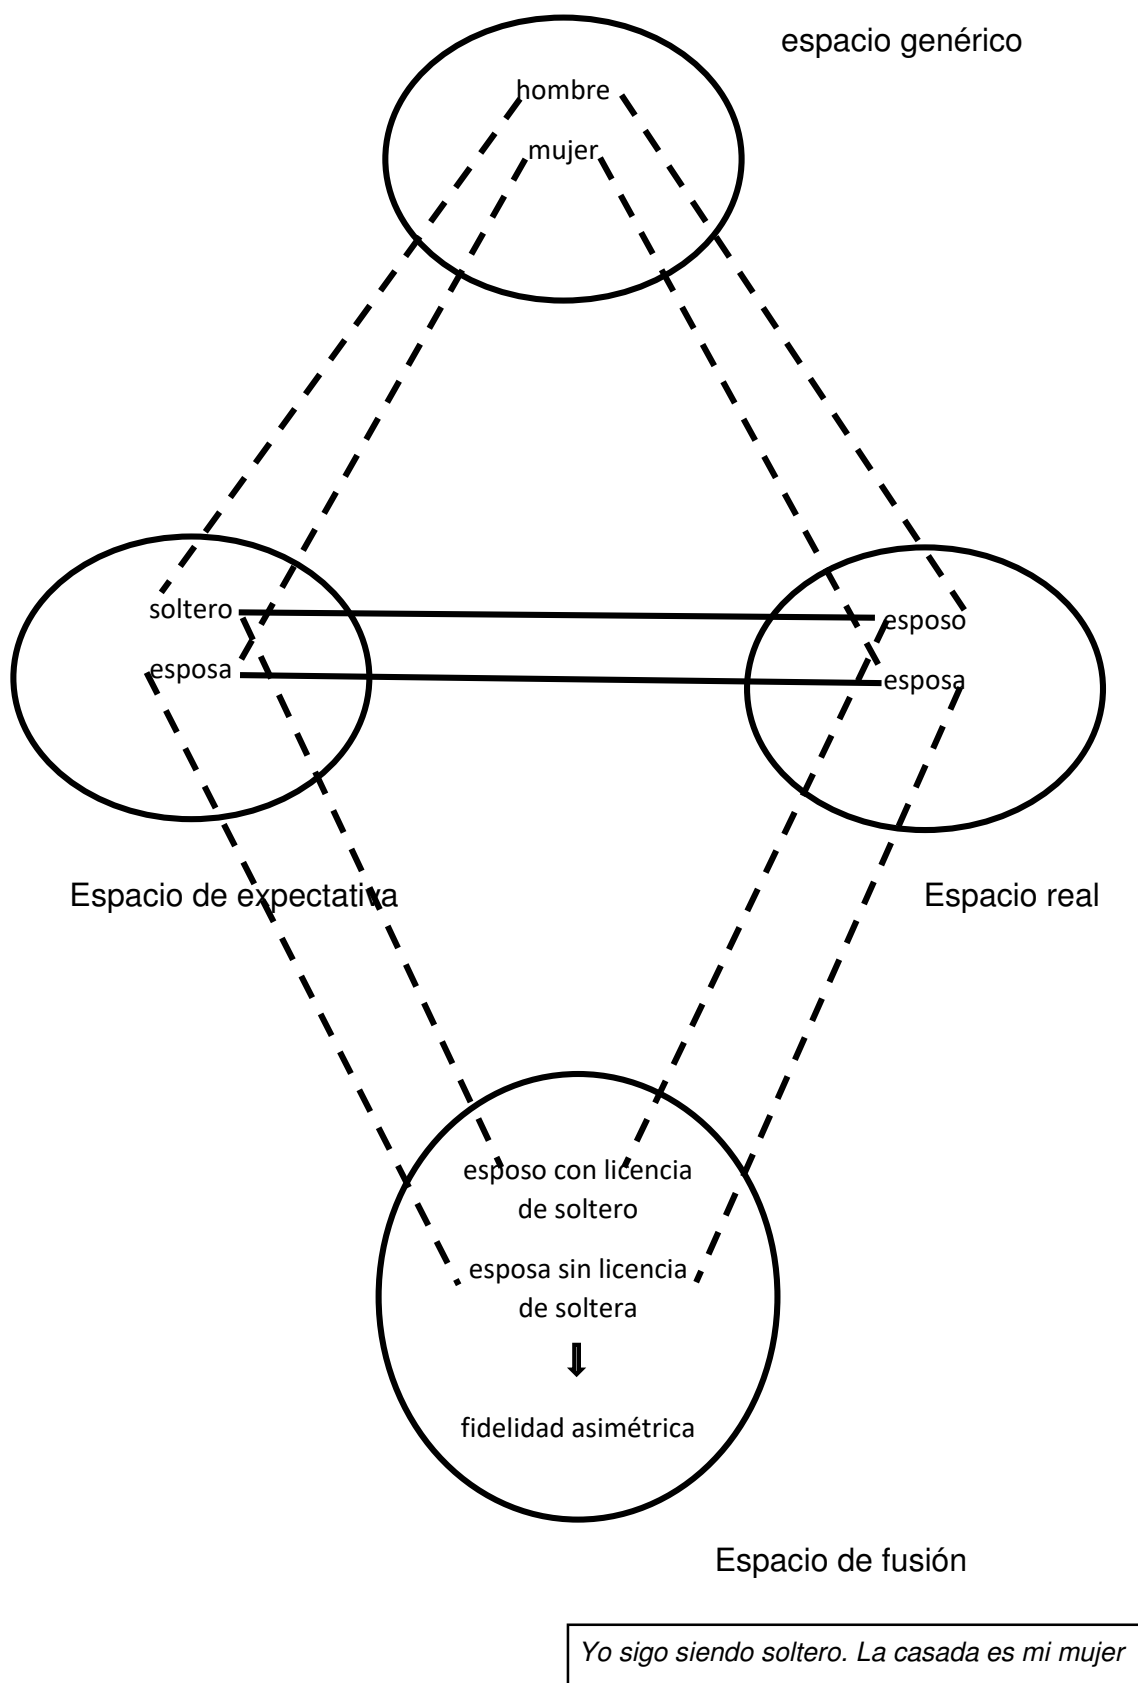 espacio genérico
hombre
mujer
soltero
esposo
esposa
esposa
Espacio de expectativa
Espacio real
esposo con licencia
de soltero
esposa sin licencia
de soltera
fidelidad asimétrica
Espacio de fusión
Yo sigo siendo soltero. La casada es mi mujer